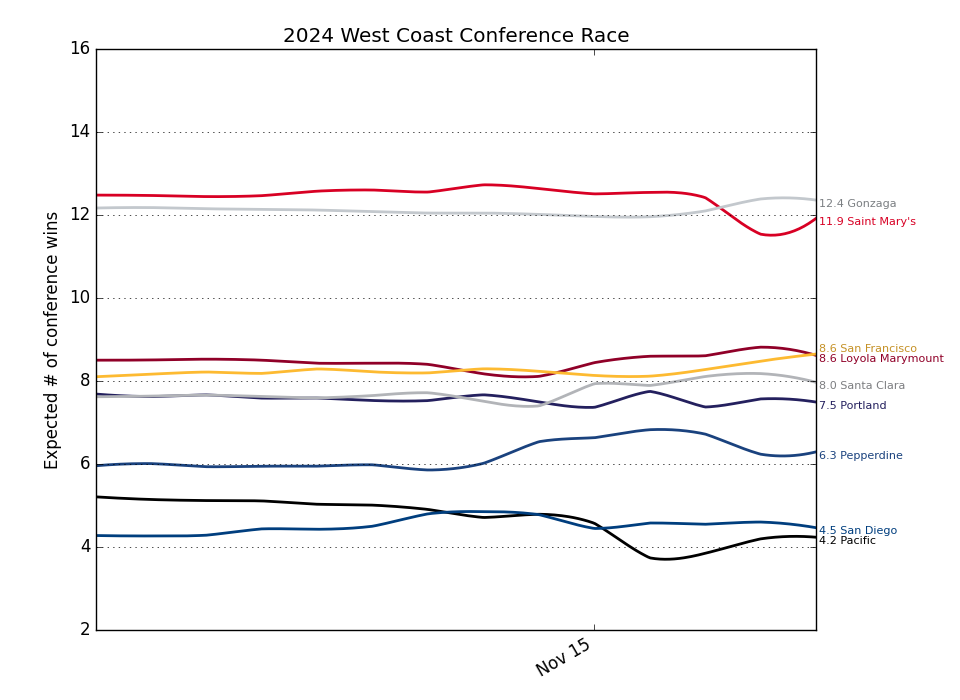 2024 West Coast Conference Race
Expected # of conference wins
16
14
12
10
8
6
4
2
Nov 15
12.4 Gonzaga
11.9 Saint Mary's
8.6 San Francisco
8.6 Loyola Marymount
8.0 Santa Clara
7.5 Portland
6.3 Pepperdine
4.5 San Diego
4.2 Pacific